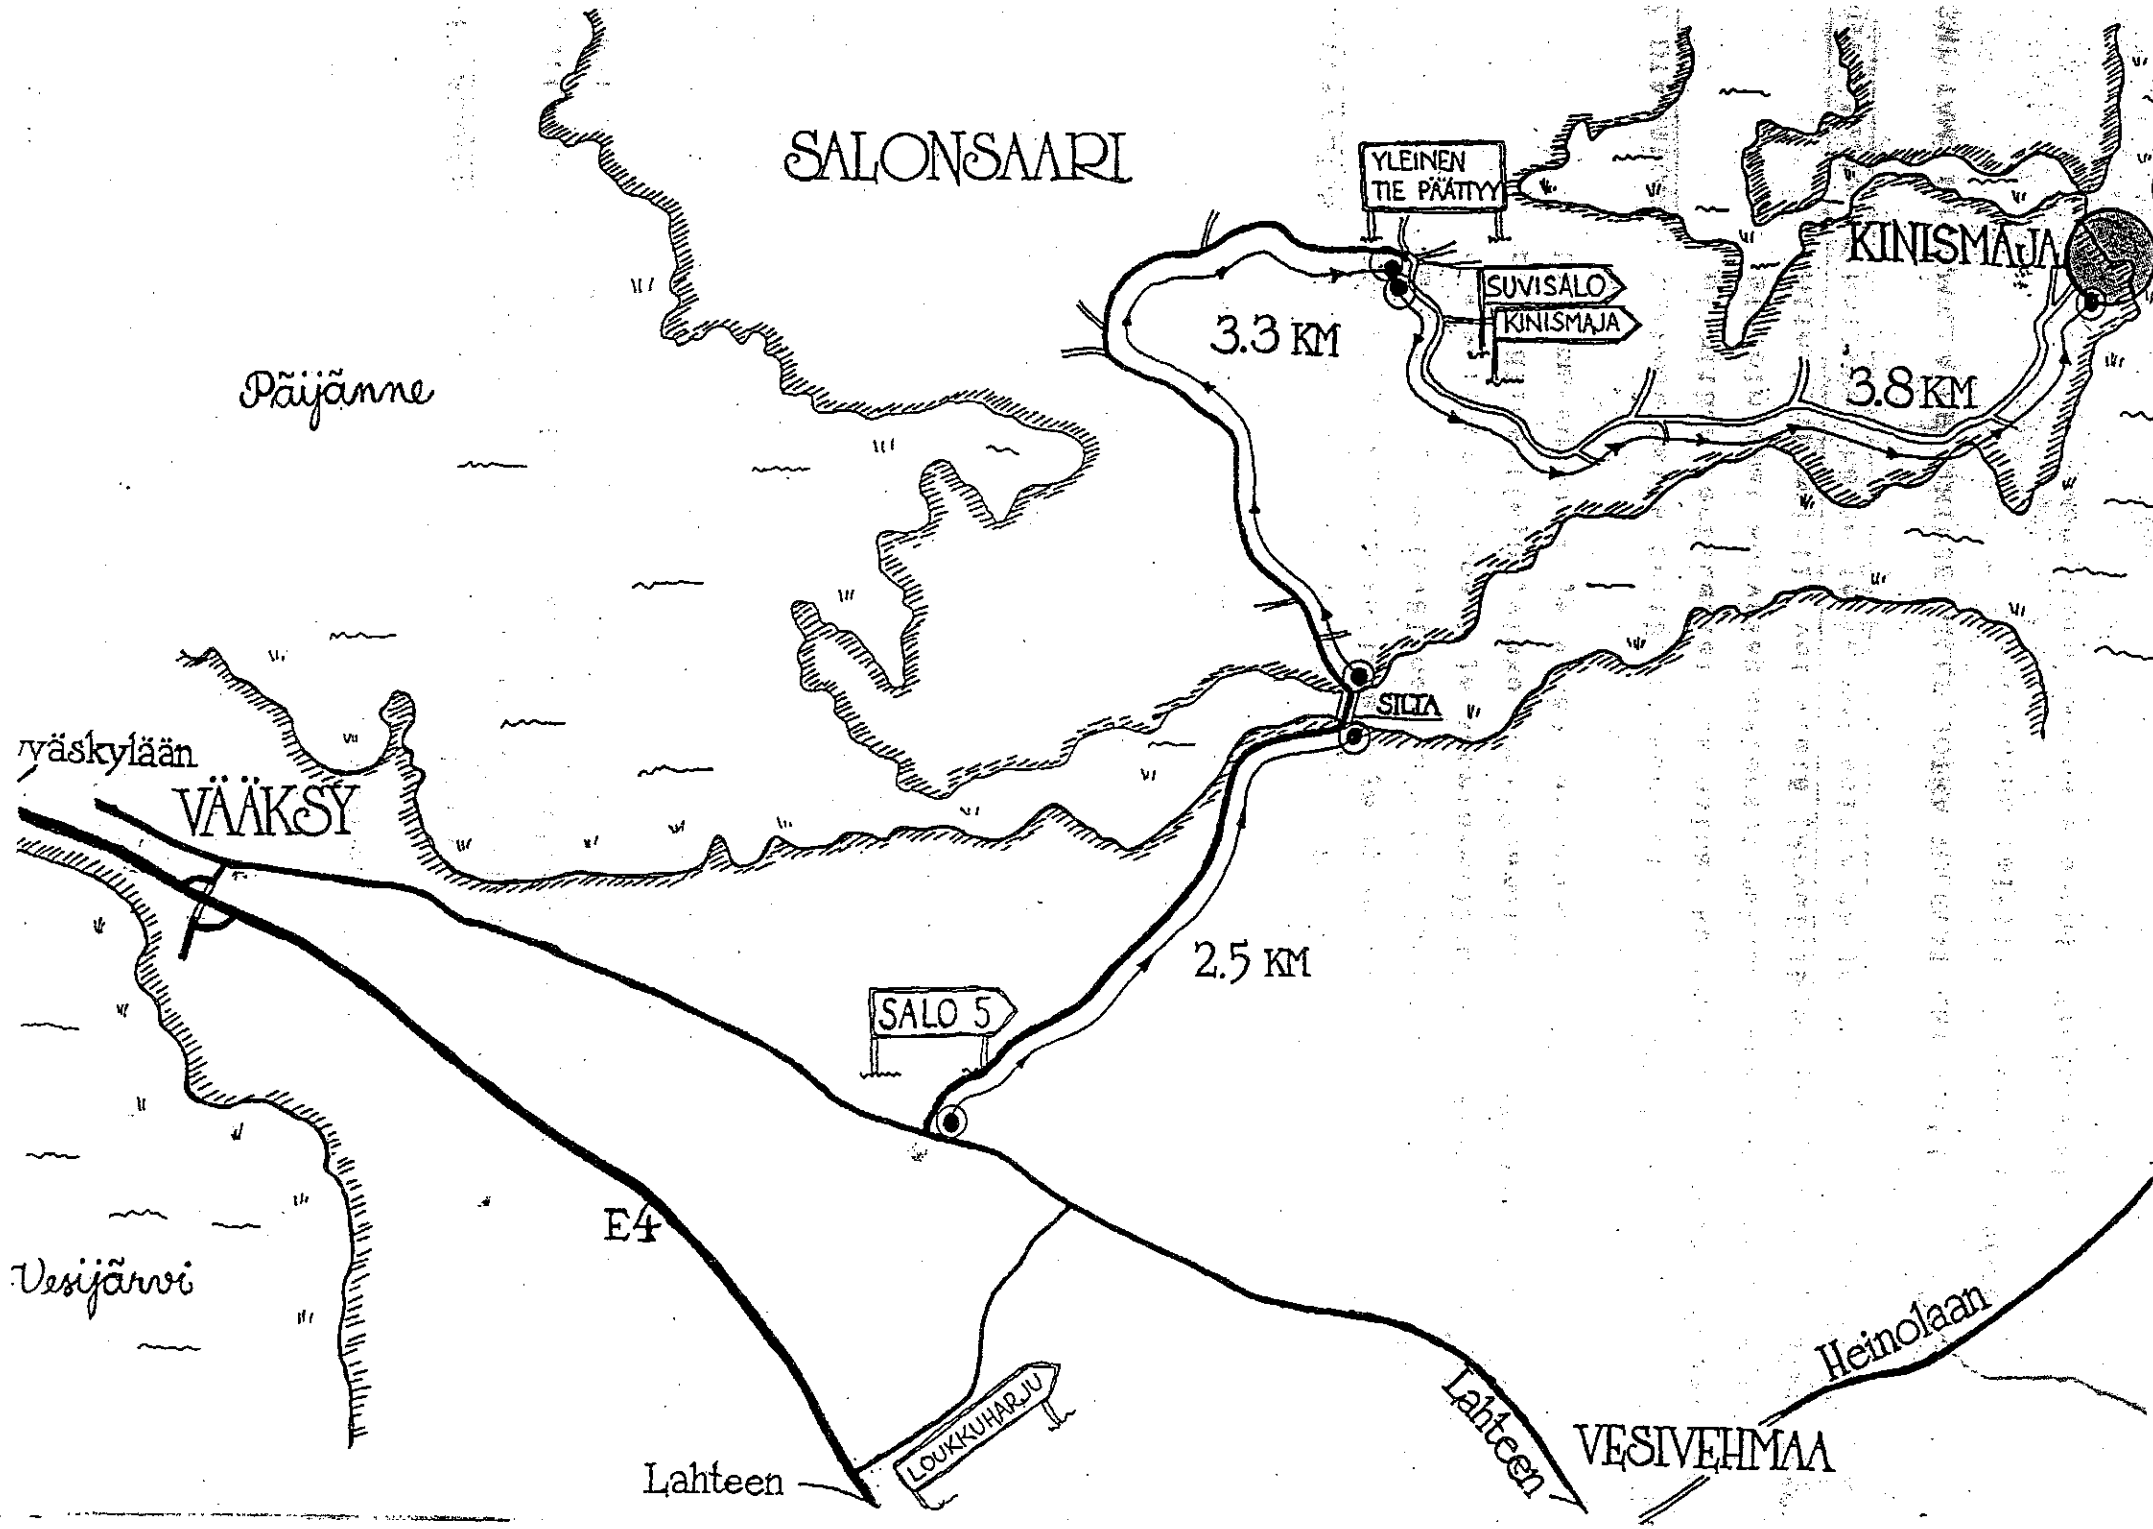 SALONSAARI
YLEINEN
TIE PÄÄTTYY
KINISMAJA
SUVISALO
KINISMAJA
3.3 KM
3.8 KM
Päijänne
SILTA
yväskylään
VÄÄKSY
2.5 KM
SALO 5
E4
Vesijärvi
Heinolaan
LOUKKUHARJU
Lahteen
Lahteen
VESIVEHMAA